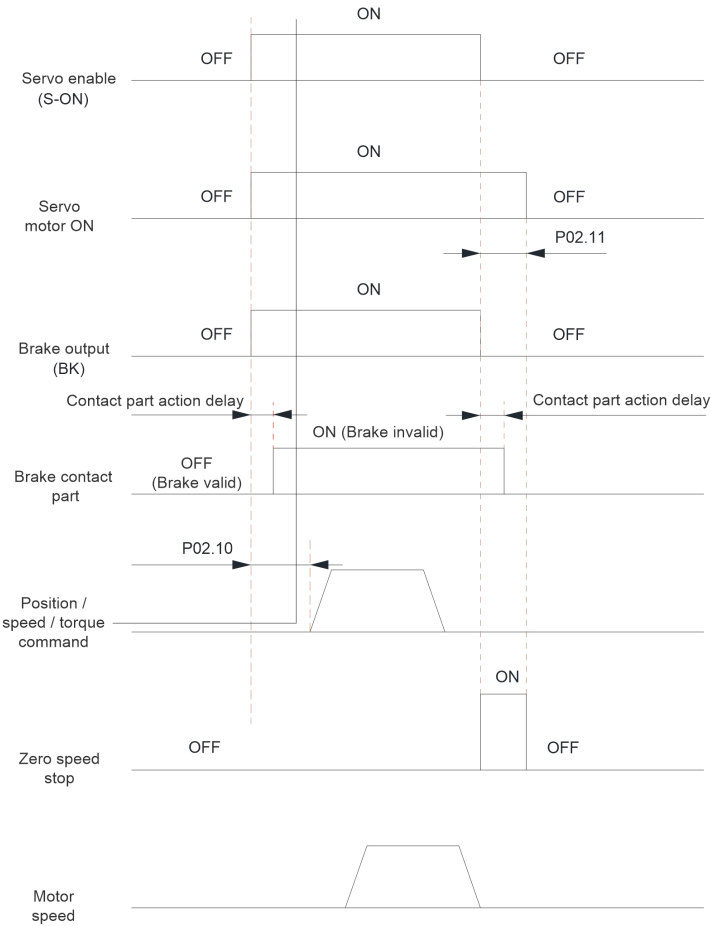 ON
OFF
OFF
Servo enable
(S-ON)
ON
OFF
OFF
Servo
motor ON
P02.11
ON
OFF
OFF
Brake output
(BK)
Contact part action delay
Contact part action delay
ON (Brake invalid)
OFF
(Brake valid)
Brake contact
part
P02.10
Position /
speed / torque
command
ON
OFF
OFF
Zero speed
stop
Motor
speed